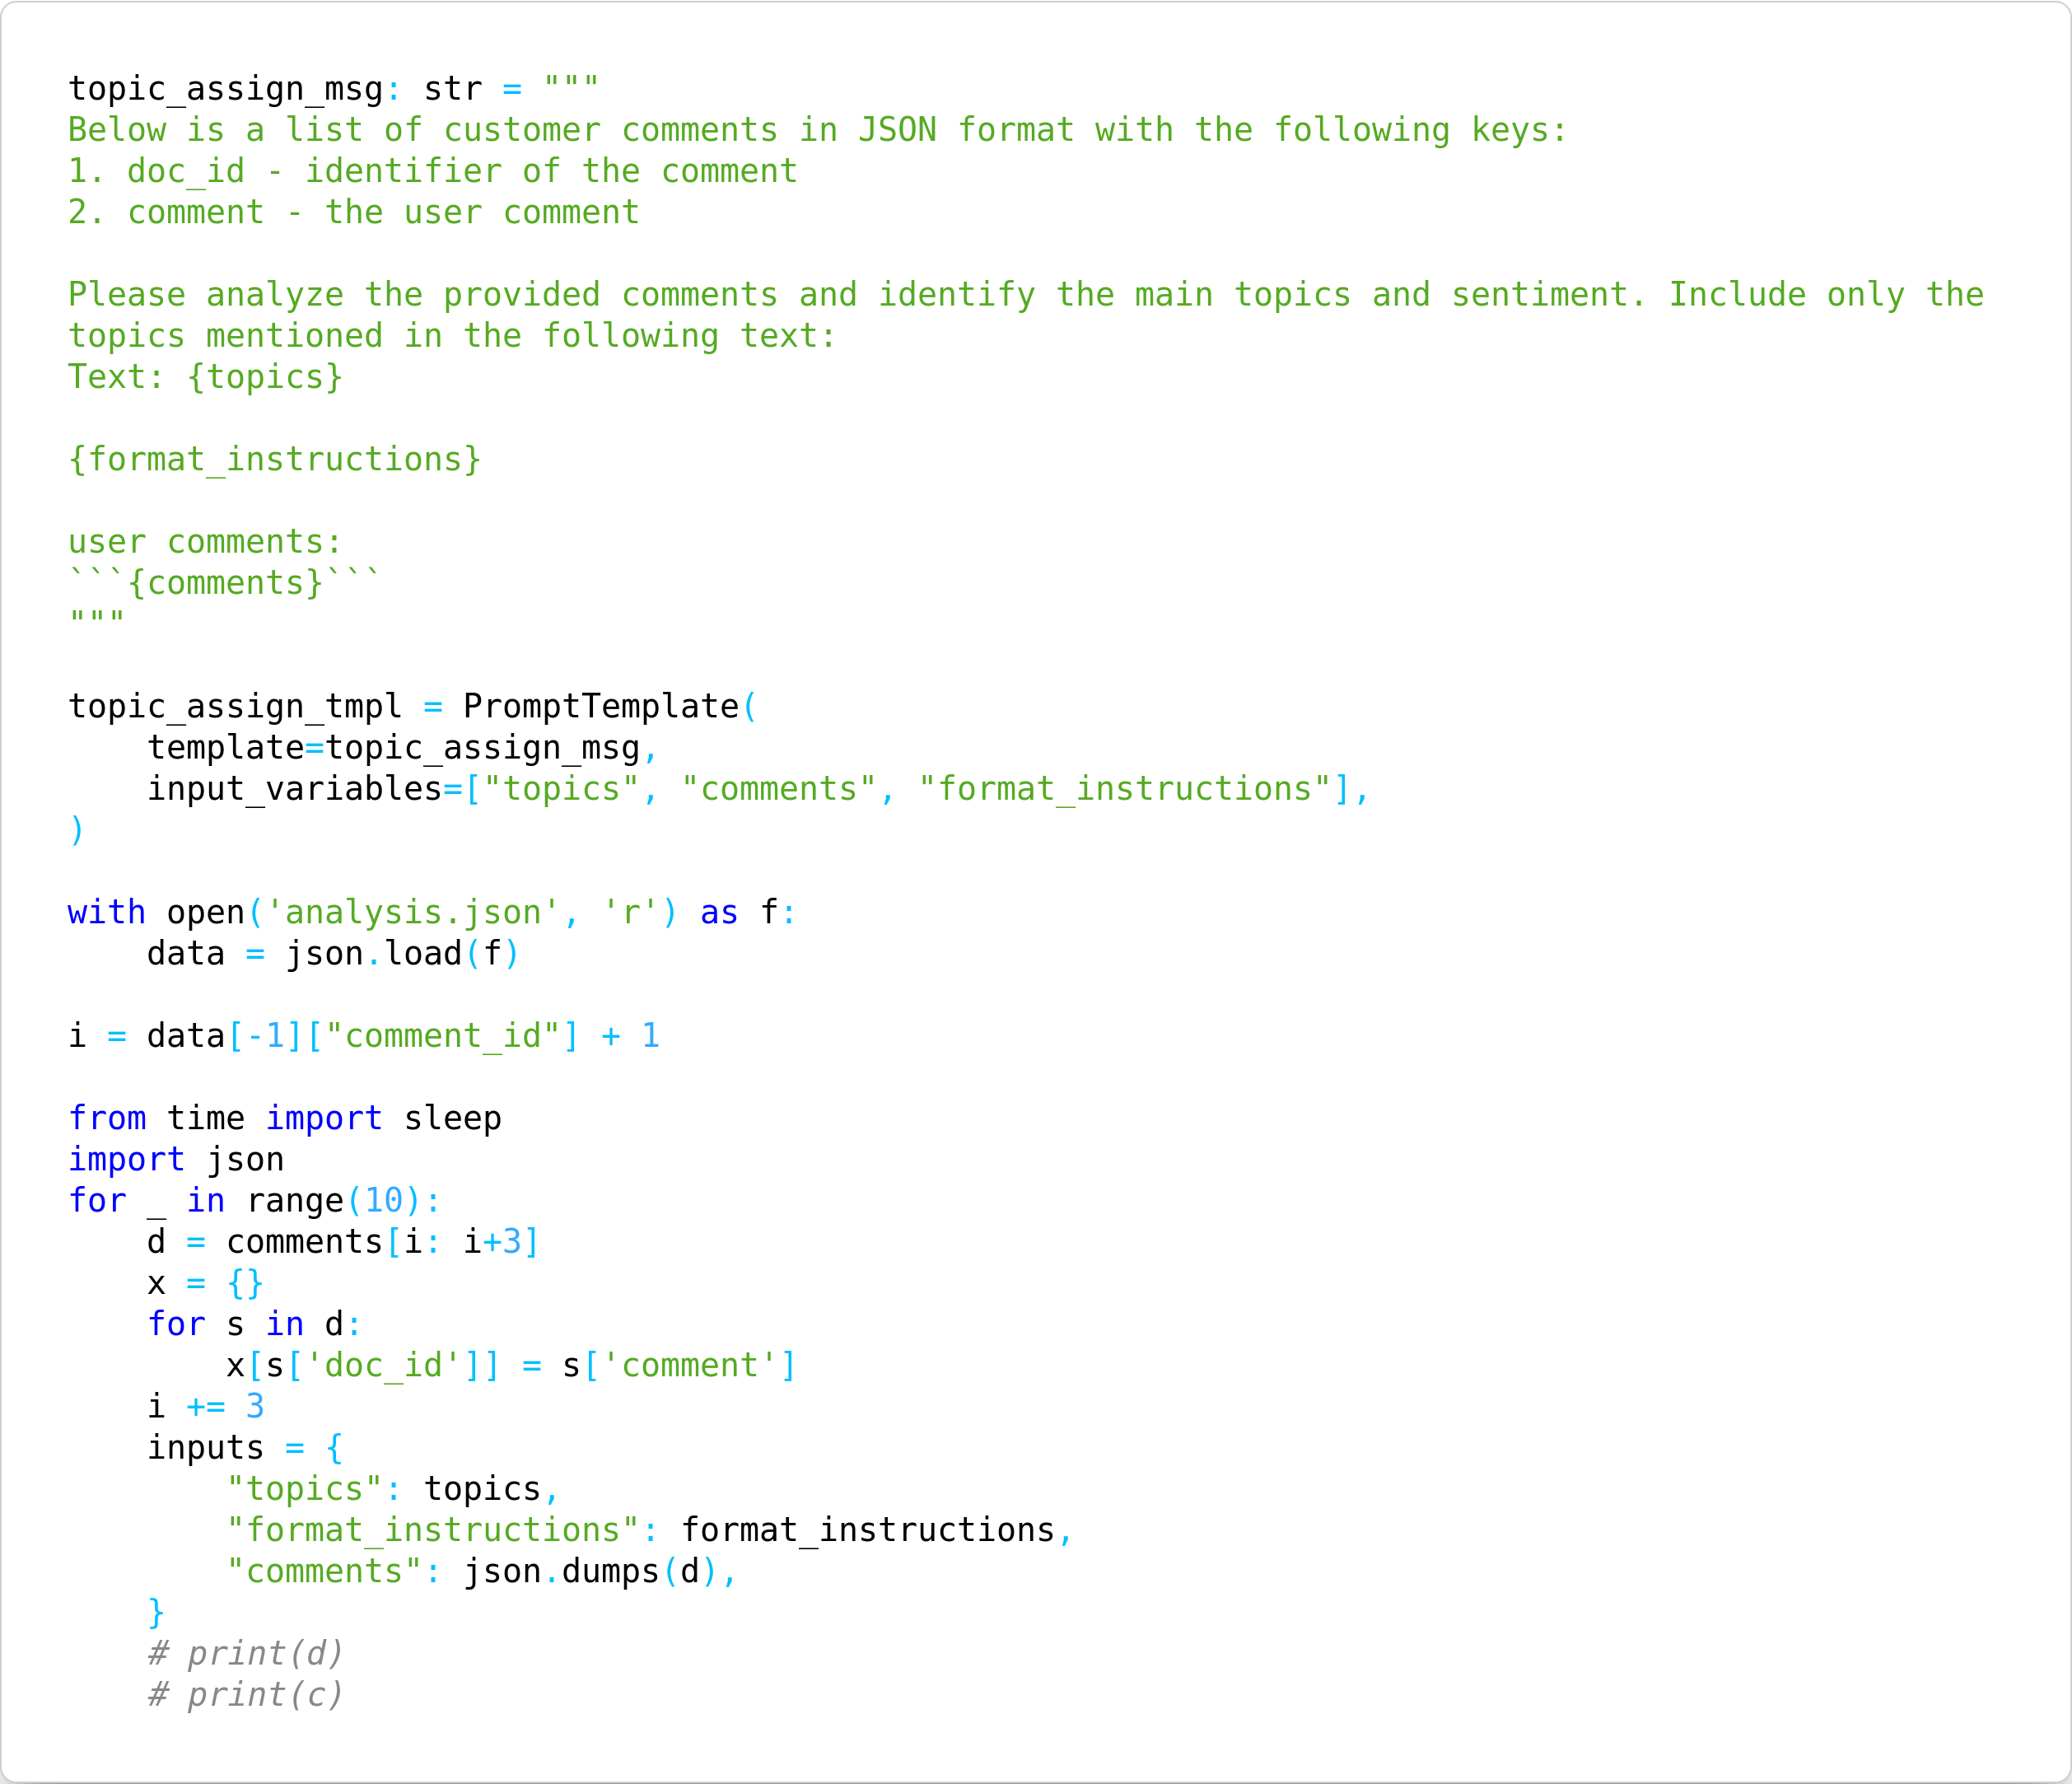 topic_assign_msg: str = """
Below is a list of customer comments in JSON format with the following keys:
1. doc_id - identifier of the comment
2. comment - the user comment

Please analyze the provided comments and identify the main topics and sentiment. Include only the
topics mentioned in the following text:
Text: {topics}

{format_instructions}

user comments:
```{comments}```
"""

topic_assign_tmpl = PromptTemplate(
    template=topic_assign_msg,
    input_variables=["topics", "comments", "format_instructions"],
)

with open('analysis.json', 'r') as f:
    data = json.load(f)

i = data[-1]["comment_id"] + 1

from time import sleep
import json
for _ in range(10):
    d = comments[i: i+3]
    x = {}
    for s in d:
        x[s['doc_id']] = s['comment']
    i += 3
    inputs = {
        "topics": topics,
        "format_instructions": format_instructions,
        "comments": json.dumps(d),
    }
    # print(d)
    # print(c)